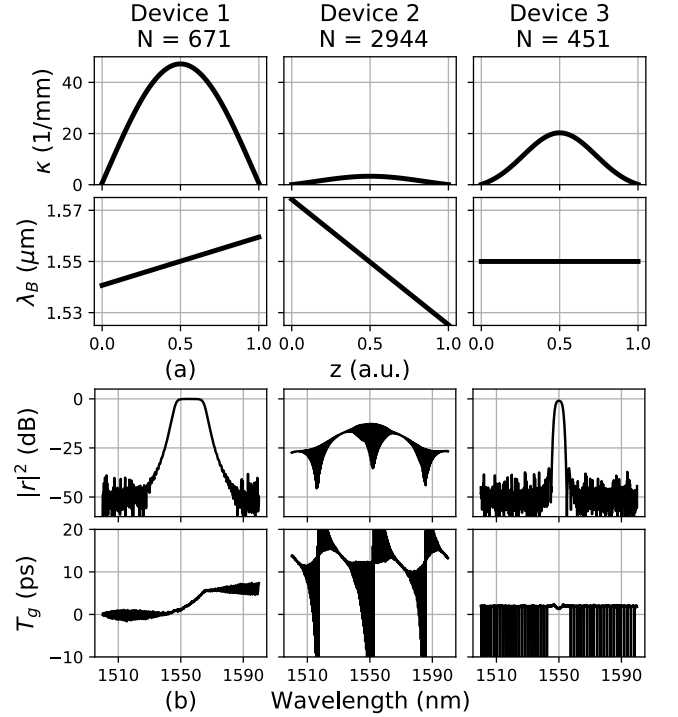 Device 1 Device 2 Device 3
N = 671 N = 2944 N = 451
κ (1/mm)
40
20
0
λ_B (μm)
1.57
1.55
1.53
0.0 0.5 1.0 0.0 0.5 1.0 0.0 0.5 1.0
(a) z (a.u.)
|r|² (dB)
0
−25
−50
T_g (ps)
20
10
0
−10
1510 1550 1590 1510 1550 1590 1510 1550 1590
(b) Wavelength (nm)